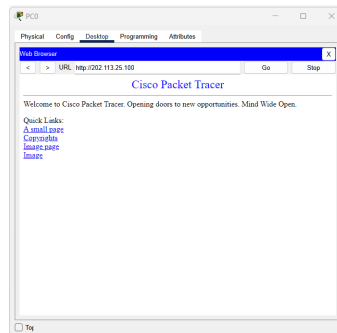 PC0
Physical Config Desktop Programming Attributes
Web Browser X
< > URL http://202.113.25.100 Go Stop
Cisco Packet Tracer
Welcome to Cisco Packet Tracer. Opening doors to new opportunities. Mind Wide Open.
Quick Links:
A small page
Copyrights
Image page
Image
Top